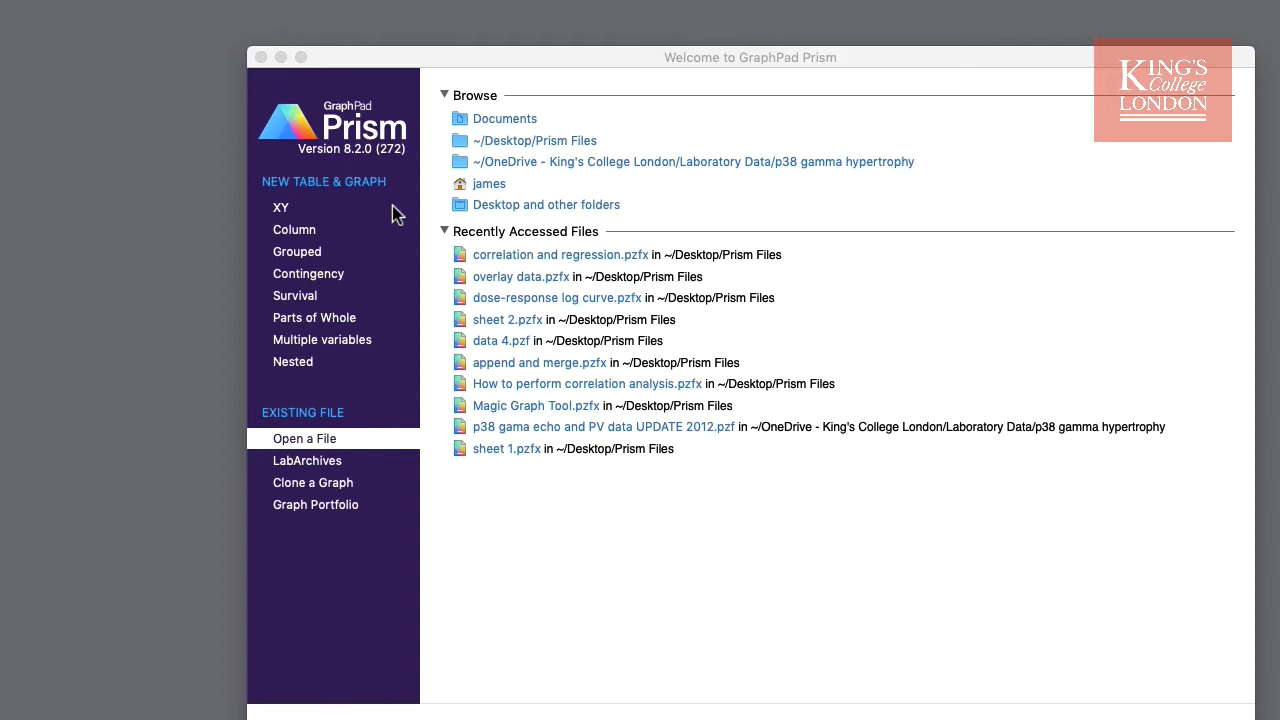 Welcome to GraphPad Prism
KING'S
College
LONDON
GraphPad
Prism
Version 8.2.0 (272)
NEW TABLE & GRAPH
XY
Column
Grouped
Contingency
Survival
Parts of Whole
Multiple variables
Nested
EXISTING FILE
Open a File
LabArchives
Clone a Graph
Graph Portfolio
Browse
Documents
~/Desktop/Prism Files
~/OneDrive - King's College London/Laboratory Data/p38 gamma hypertrophy
james
Desktop and other folders
Recently Accessed Files
correlation and regression.pzfx in ~/Desktop/Prism Files
overlay data.pzfx in ~/Desktop/Prism Files
dose-response log curve.pzfx in ~/Desktop/Prism Files
sheet 2.pzfx in ~/Desktop/Prism Files
data 4.pzf in ~/Desktop/Prism Files
append and merge.pzfx in ~/Desktop/Prism Files
How to perform correlation analysis.pzfx in ~/Desktop/Prism Files
Magic Graph Tool.pzfx in ~/Desktop/Prism Files
p38 gama echo and PV data UPDATE 2012.pzf in ~/OneDrive - King's College London/Laboratory Data/p38 gamma hypertrophy
sheet 1.pzfx in ~/Desktop/Prism Files